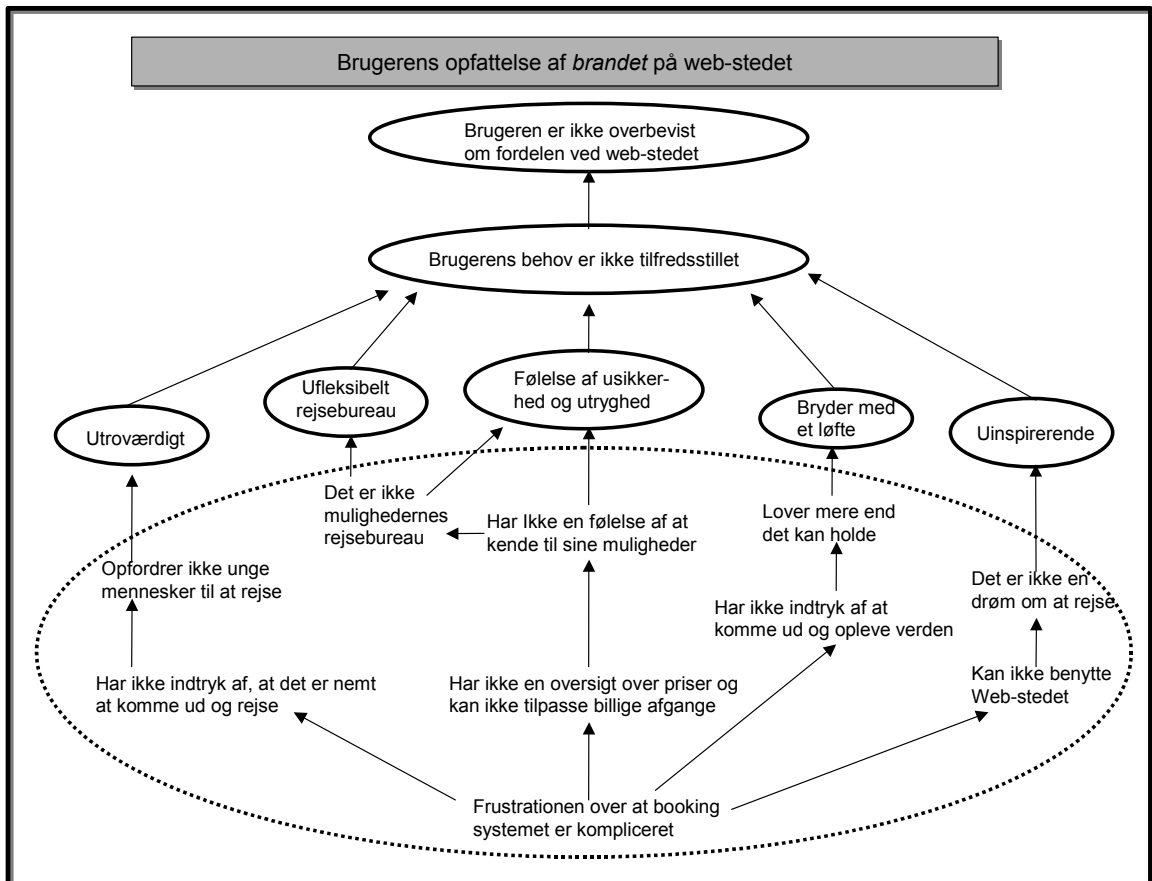 Brugerens opfattelse af brandet på web-stedet
Brugeren er ikke overbevist
om fordelen ved web-stedet
Brugerens behov er ikke tilfredsstillet
Utroværdigt
Ufleksibelt
rejsebureau
Følelse af usikker-
hed og utryghed
Bryder med
et løfte
Uinspirerende
Det er ikke
mulighedernes
rejsebureau
Har Ikke en følelse af at
kende til sine muligheder
Lover mere end
det kan holde
Opfordrer ikke unge
mennesker til at rejse
Har ikke indtryk af at
komme ud og opleve verden
Det er ikke en
drøm om at rejse
Har ikke indtryk af, at det er nemt
at komme ud og rejse
Har ikke en oversigt over priser og
kan ikke tilpasse billige afgange
Kan ikke benytte
Web-stedet
Frustrationen over at booking
systemet er kompliceret